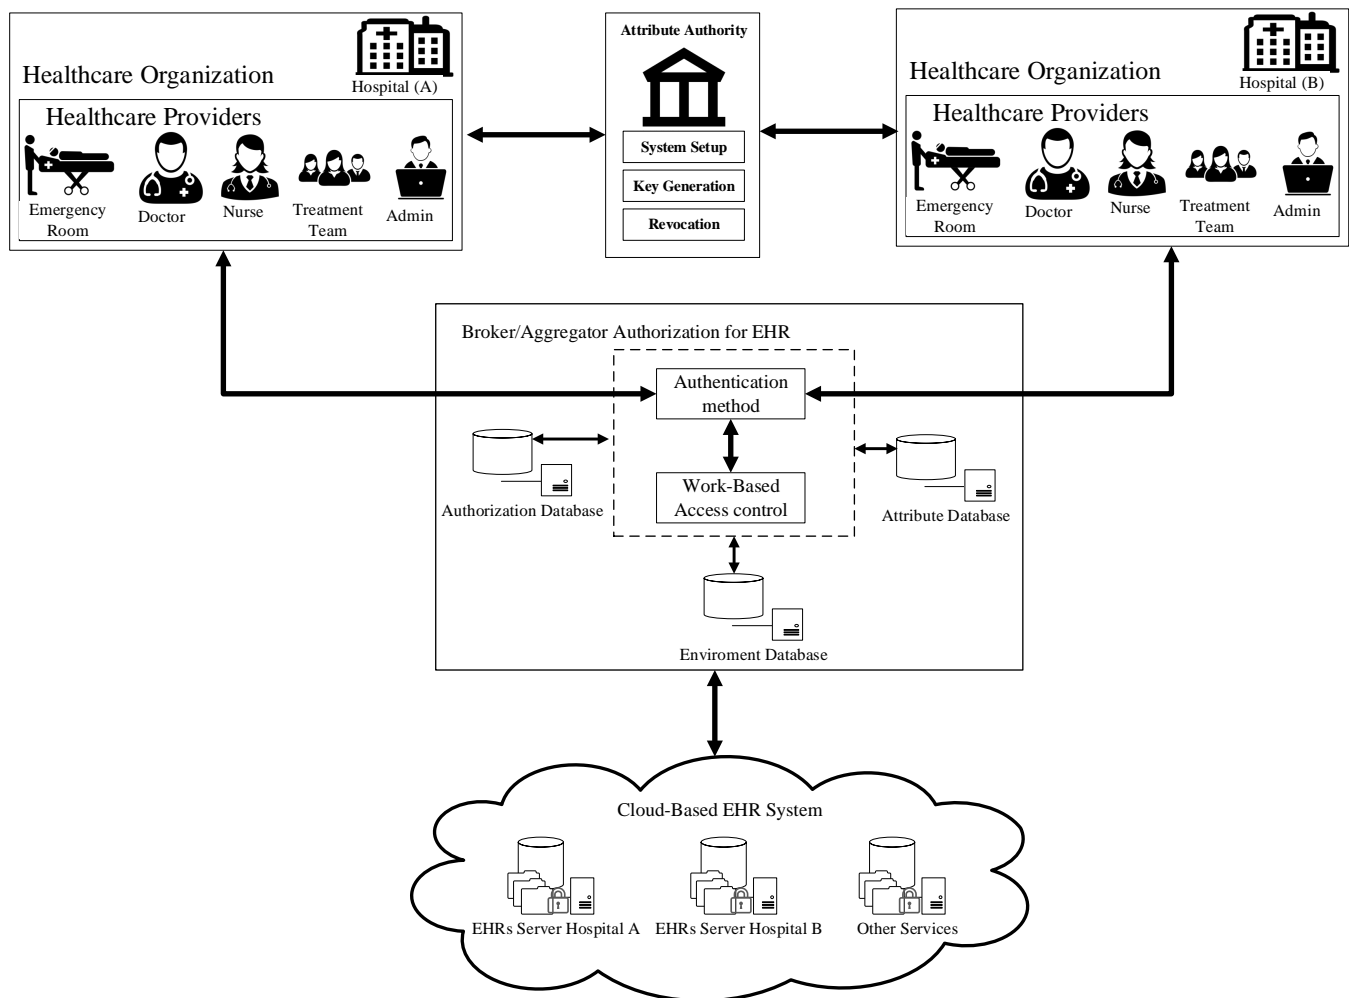 Healthcare Organization
Hospital (A)
Healthcare Providers
Emergency
Room
Doctor
Nurse
Treatment
Team
Admin
Attribute Authority
System Setup
Key Generation
Revocation
Healthcare Organization
Hospital (B)
Healthcare Providers
Emergency
Room
Doctor
Nurse
Treatment
Team
Admin
Broker/Aggregator Authorization for EHR
Authentication
method
Work-Based
Access control
Authorization Database
Attribute Database
Enviroment Database
Cloud-Based EHR System
EHRs Server Hospital A
EHRs Server Hospital B
Other Services